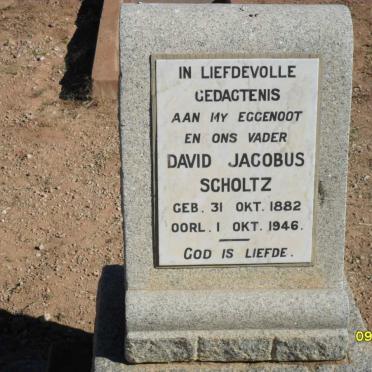 IN LIEFDEVOLLE
GEDAGTENIS
AAN MY EGGENOOT
EN ONS VADER
DAVID JACOBUS
SCHOLTZ
GEB. 31 OKT. 1882
OORL. 1 OKT. 1946.
GOD IS LIEFDE.
09